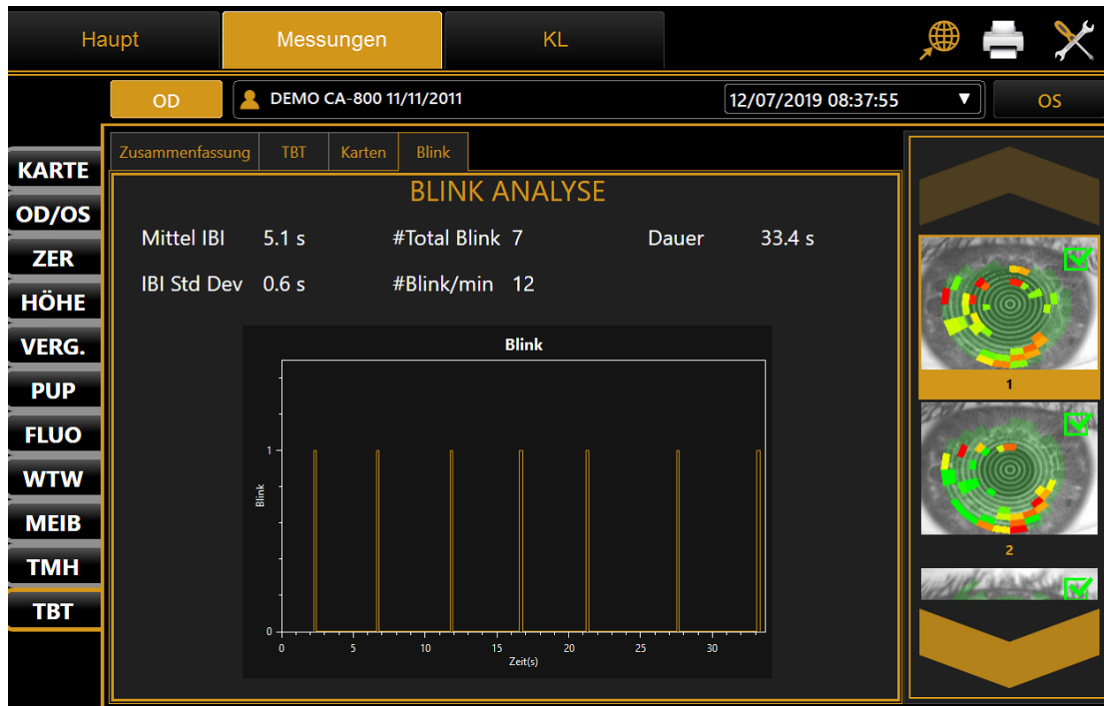 Haupt Messungen KL
OD DEMO CA-800 11/11/2011 12/07/2019 08:37:55 ▼ OS
Zusammenfassung TBT Karten Blink
KARTE
OD/OS
ZER
HÖHE
VERG.
PUP
FLUO
WTW
MEIB
TMH
TBT
BLINK ANALYSE
Mittel IBI 5.1 s #Total Blink 7 Dauer 33.4 s
IBI Std Dev 0.6 s #Blink/min 12
Blink
Blink
1
0
0 5 10 15 20 25 30
Zeit(s)
1
2